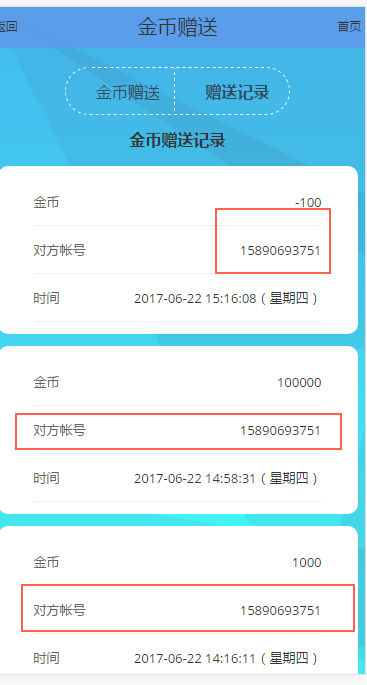 返回 金币赠送 首页
金币赠送 赠送记录
金币赠送记录
金币 -100
对方帐号 15890693751
时间 2017-06-22 15:16:08 ( 星期四 )
金币 100000
对方帐号 15890693751
时间 2017-06-22 14:58:31 ( 星期四 )
金币 1000
对方帐号 15890693751
时间 2017-06-22 14:16:11 ( 星期四 )